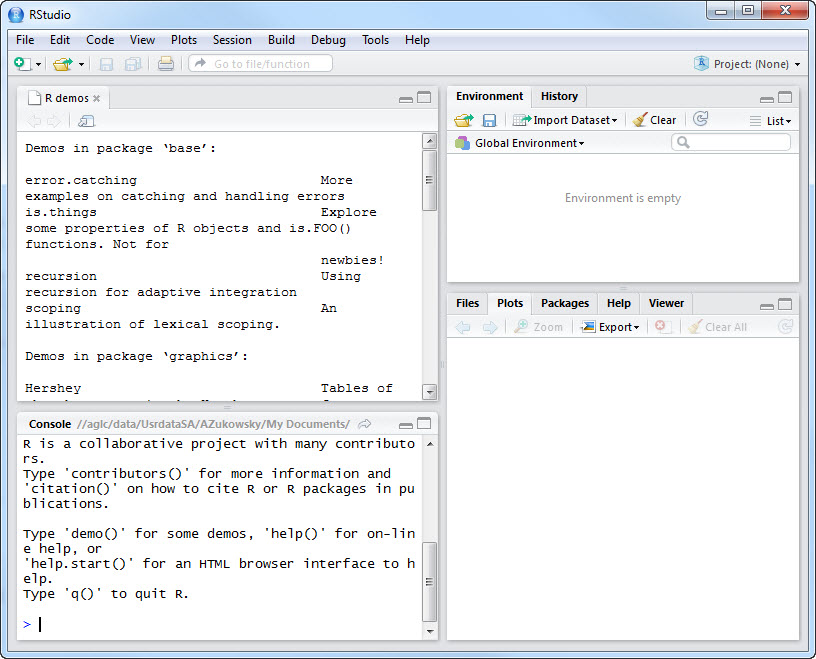 RStudio
File Edit Code View Plots Session Build Debug Tools Help
Go to file/function
Project: (None)
R demos
Demos in package ‘base’:
error.catching More
examples on catching and handling errors
is.things Explore
some properties of R objects and is.FOO()
functions. Not for
newbies!
recursion Using
recursion for adaptive integration
scoping An
illustration of lexical scoping.
Demos in package ‘graphics’:
Hershey Tables of
Console //aglc/data/UsrdataSA/AZukowsky/My Documents/
R is a collaborative project with many contributo
rs.
Type 'contributors()' for more information and
'citation()' on how to cite R or R packages in pu
blications.
Type 'demo()' for some demos, 'help()' for on-lin
e help, or
'help.start()' for an HTML browser interface to h
elp.
Type 'q()' to quit R.
>
Environment History
Import Dataset Clear List
Global Environment
Environment is empty
Files Plots Packages Help Viewer
Zoom Export Clear All